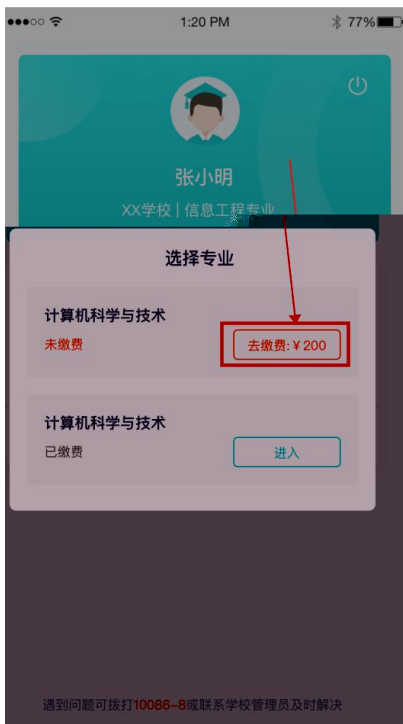 1:20 PM
77%
张小明
XX学校 | 信息工程专业
选择专业
计算机科学与技术
未缴费
去缴费:¥200
计算机科学与技术
已缴费
进入
遇到问题可拨打10086-8或联系学校管理员及时解决